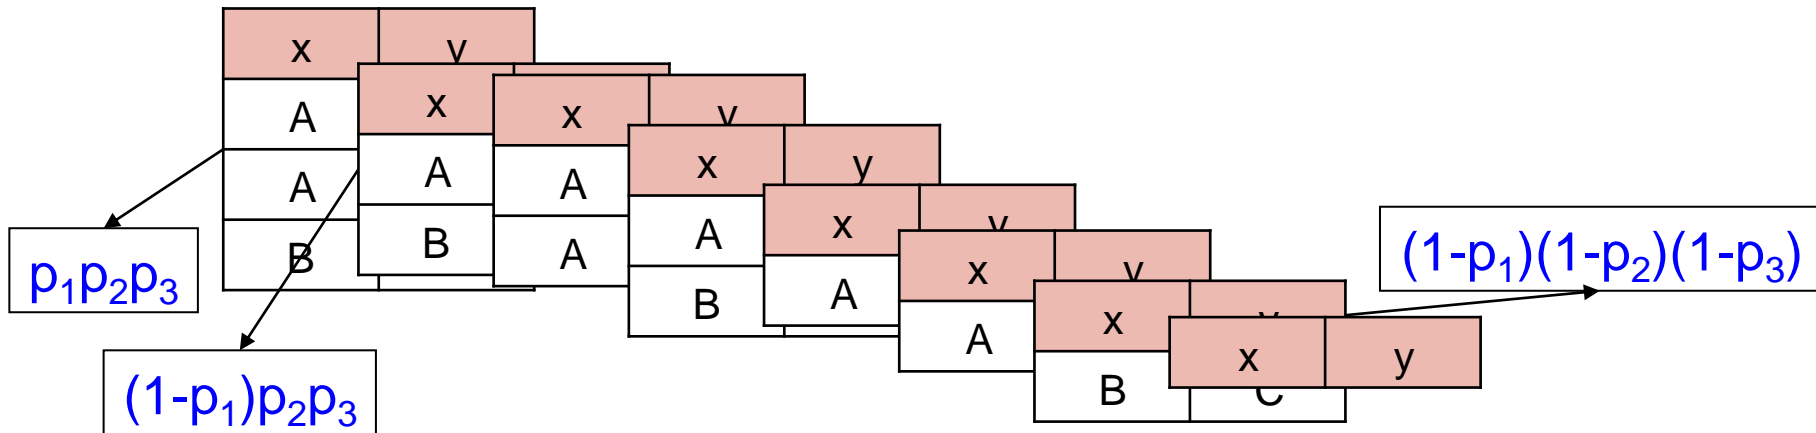 x y
A
A
B
x
A
B
x y
A
A
x y
A
B
x y
A
x y
A
x y
B C
x y
p₁p₂p₃
(1-p₁)p₂p₃
(1-p₁)(1-p₂)(1-p₃)